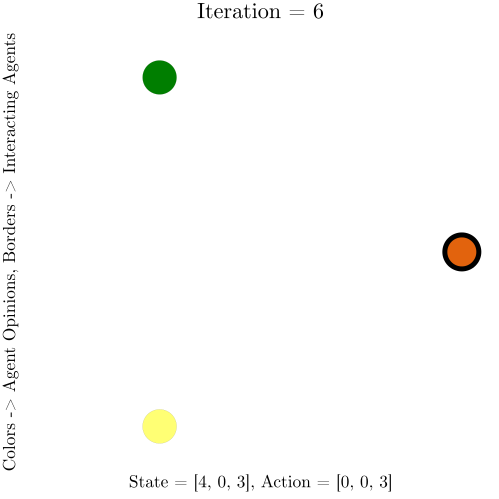 Iteration = 6
Colors -> Agent Opinions, Borders -> Interacting Agents
State = [4, 0, 3], Action = [0, 0, 3]